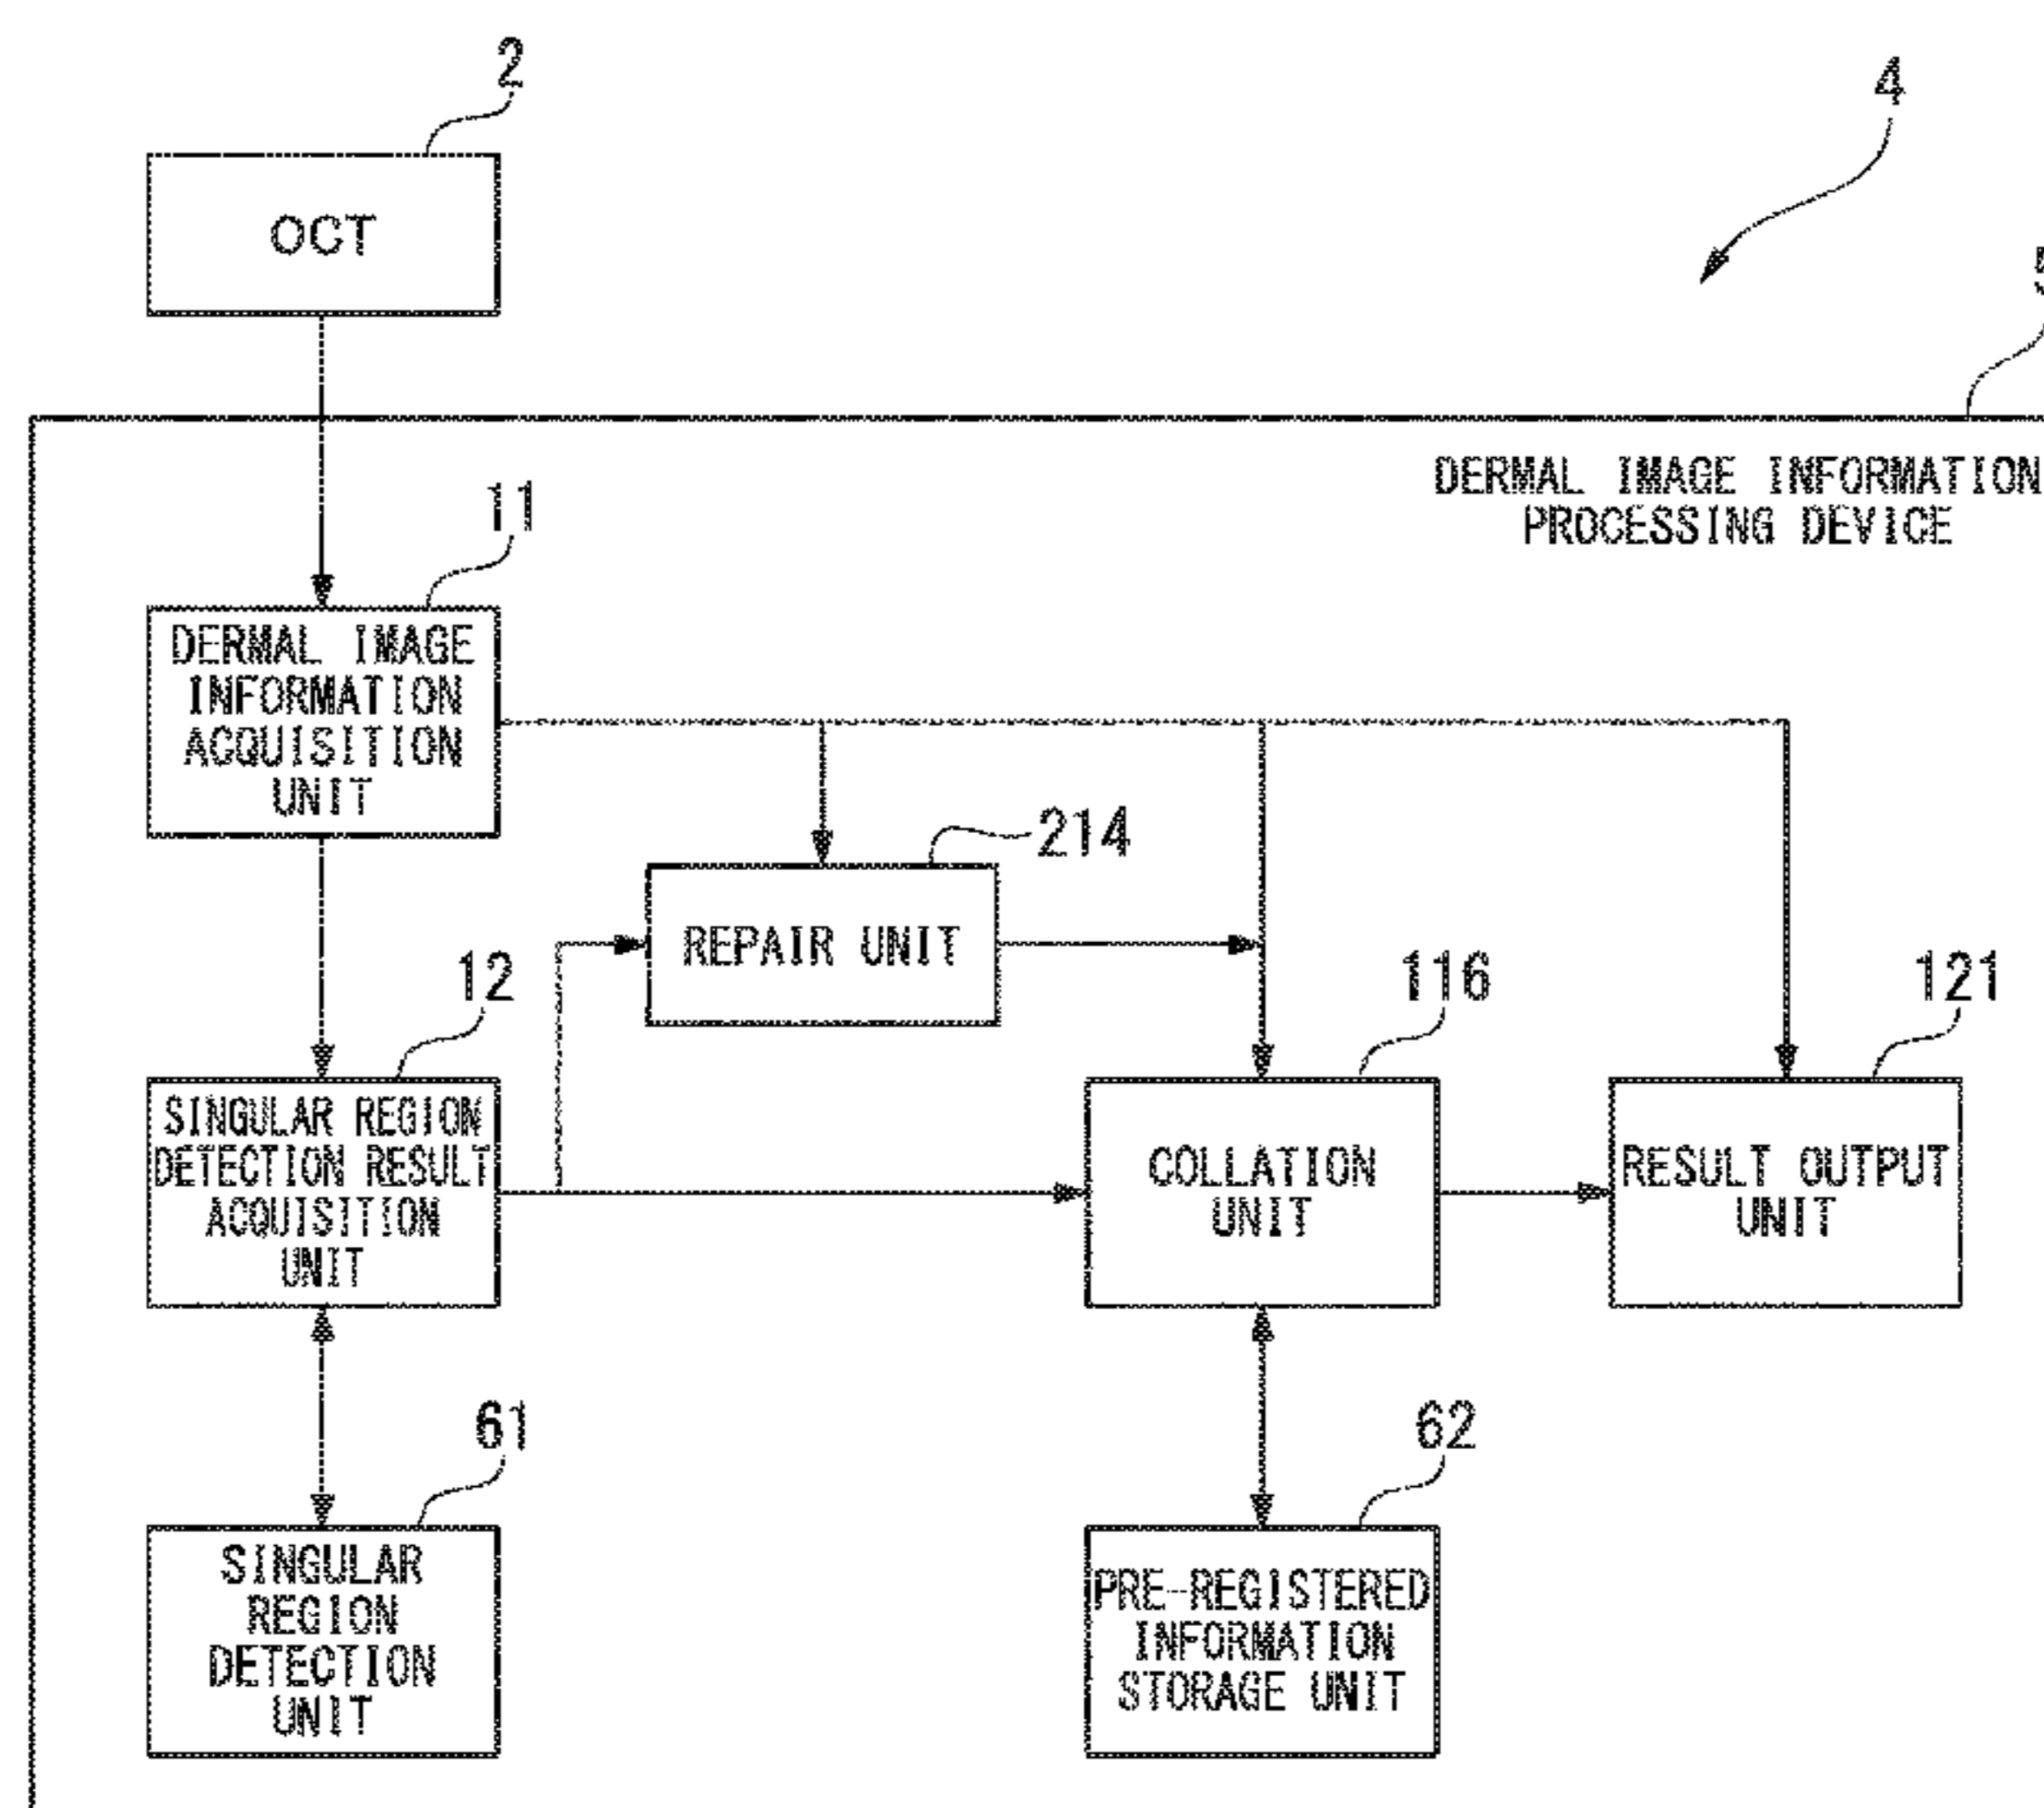 2
4
OCT
5
DERMAL IMAGE INFORMATION
PROCESSING DEVICE
11
DERMAL IMAGE
INFORMATION
ACQUISITION
UNIT
214
REPAIR UNIT
12
116
121
SINGULAR REGION
DETECTION RESULT
ACQUISITION
UNIT
COLLATION
UNIT
RESULT OUTPUT
UNIT
61
62
SINGULAR
REGION
DETECTION
UNIT
PRE-REGISTERED
INFORMATION
STORAGE UNIT